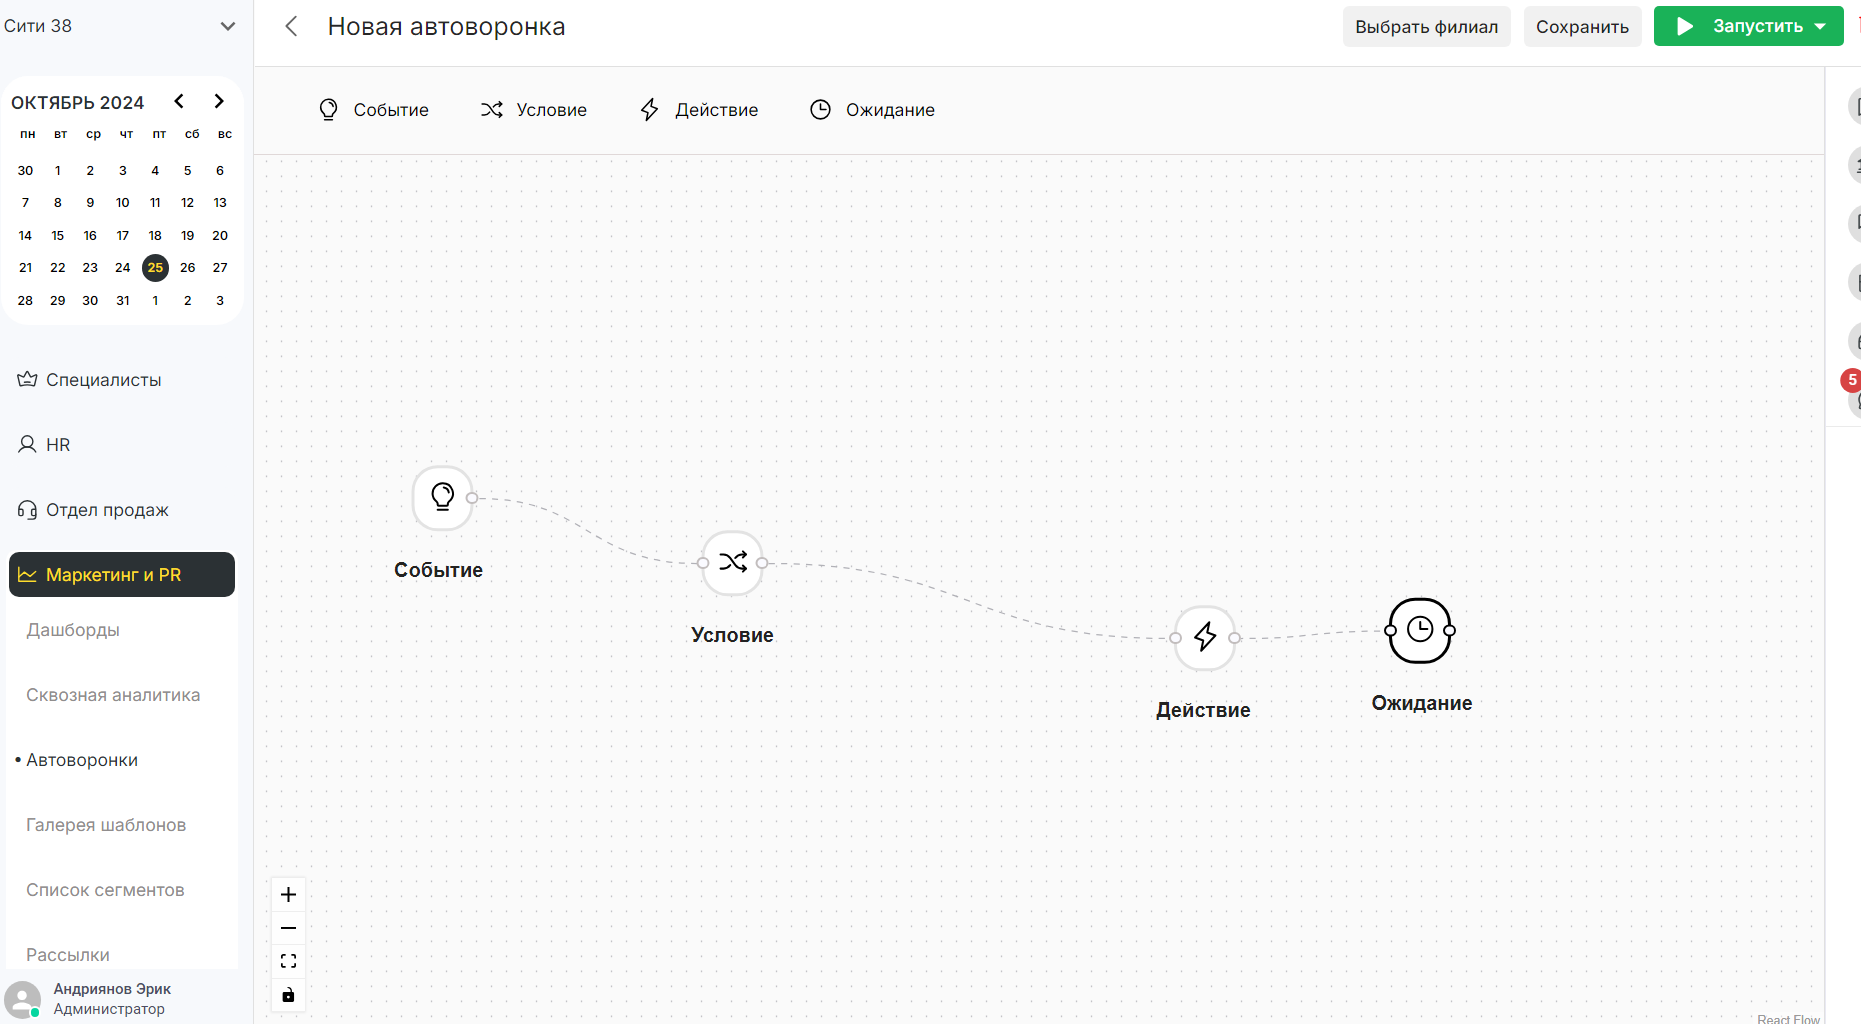 Сити 38
Новая автоворонка
Выбрать филиал
Сохранить
Запустить
ОКТЯБРЬ 2024
пн вт ср чт пт сб вс
30 1 2 3 4 5 6
7 8 9 10 11 12 13
14 15 16 17 18 19 20
21 22 23 24 25 26 27
28 29 30 31 1 2 3
Событие
Условие
Действие
Ожидание
Специалисты
HR
Отдел продаж
Маркетинг и PR
Дашборды
Сквозная аналитика
• Автоворонки
Галерея шаблонов
Список сегментов
Рассылки
Андриянов Эрик
Администратор
Событие
Условие
Действие
Ожидание
5
React Flow